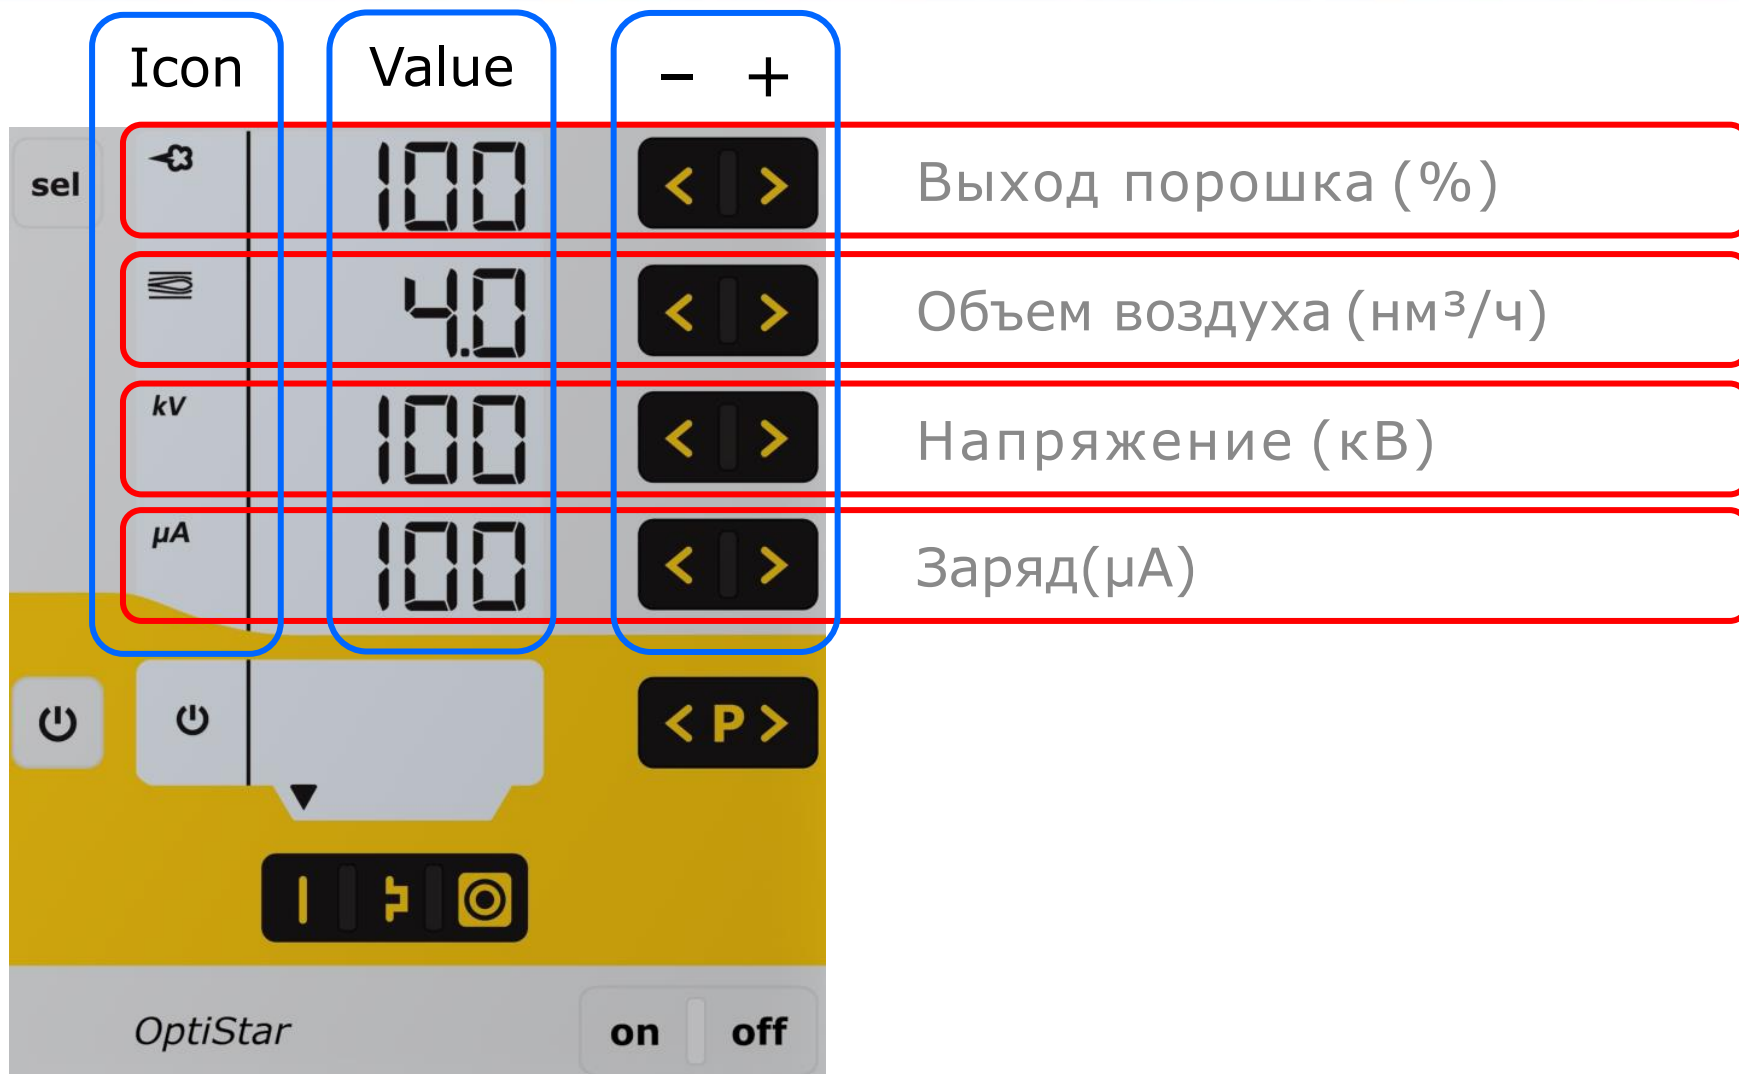 Icon Value – +
sel 100 < > Выход порошка (%)
4.0 < > Объем воздуха (нм³/ч)
kV 100 < > Напряжение (кВ)
µA 100 < > Заряд(µA)
< P >
OptiStar on off